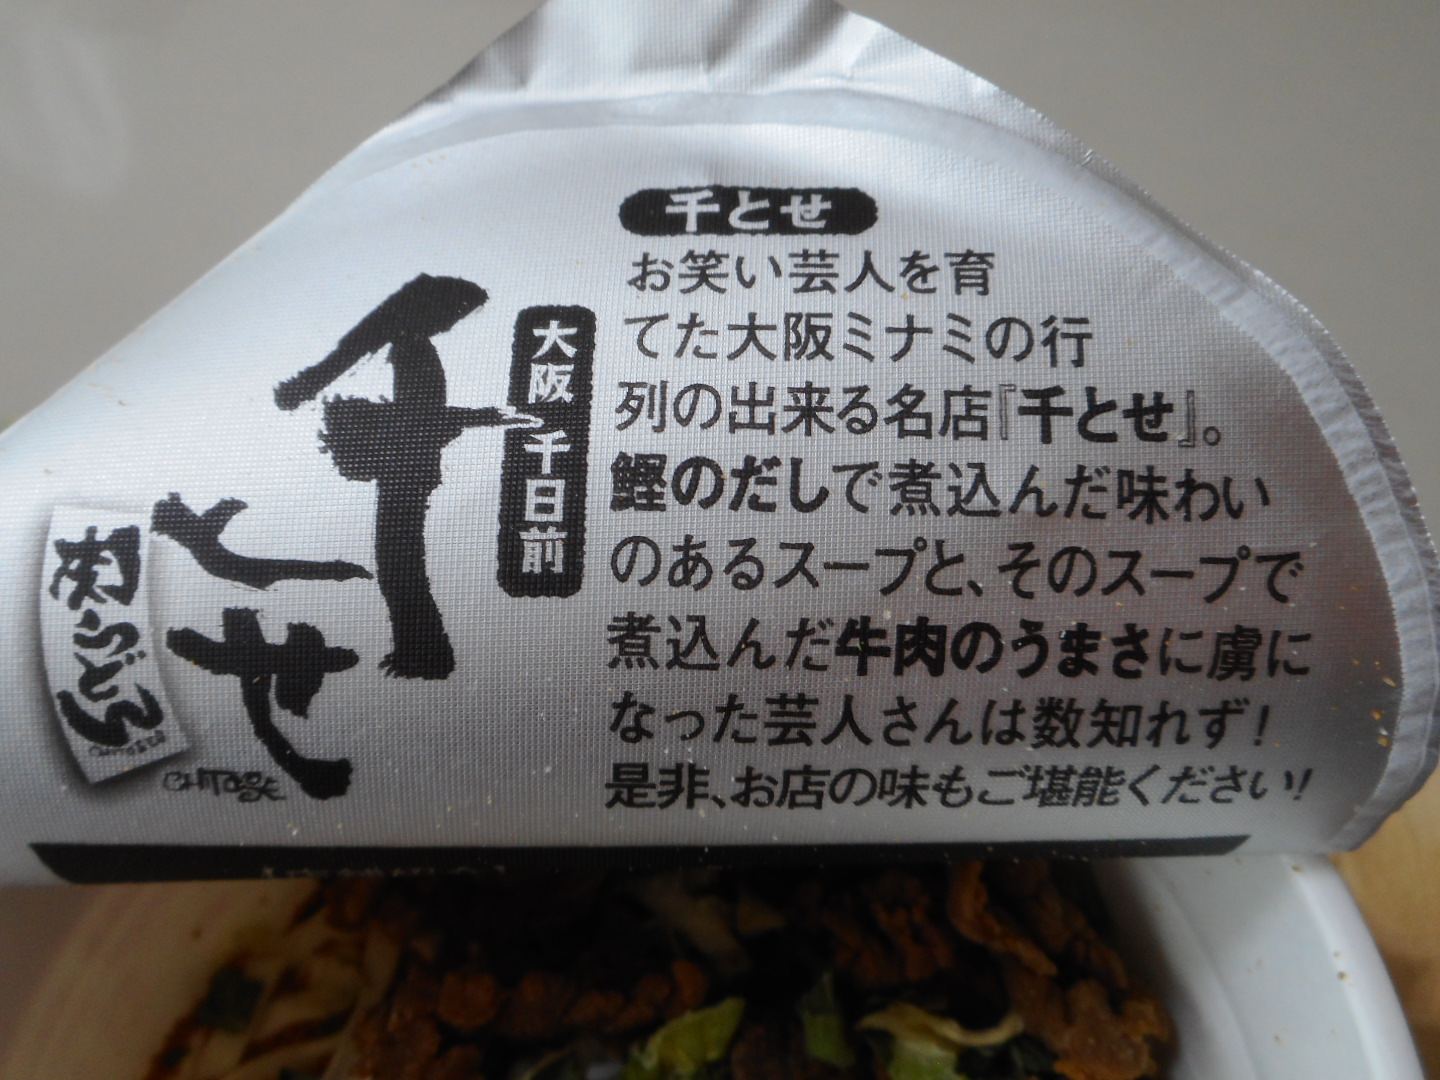 千とせ
お笑い芸人を育
てた大阪ミナミの行
列の出来る名店『千とせ』。
鰹のだしで煮込んだ味わい
のあるスープと、そのスープで
煮込んだ牛肉のうまさに虜に
なった芸人さんは数知れず!
是非、お店の味もご堪能ください!
大阪 千日前
千とせ
CHITOSE
肉うどん
CHITOSE